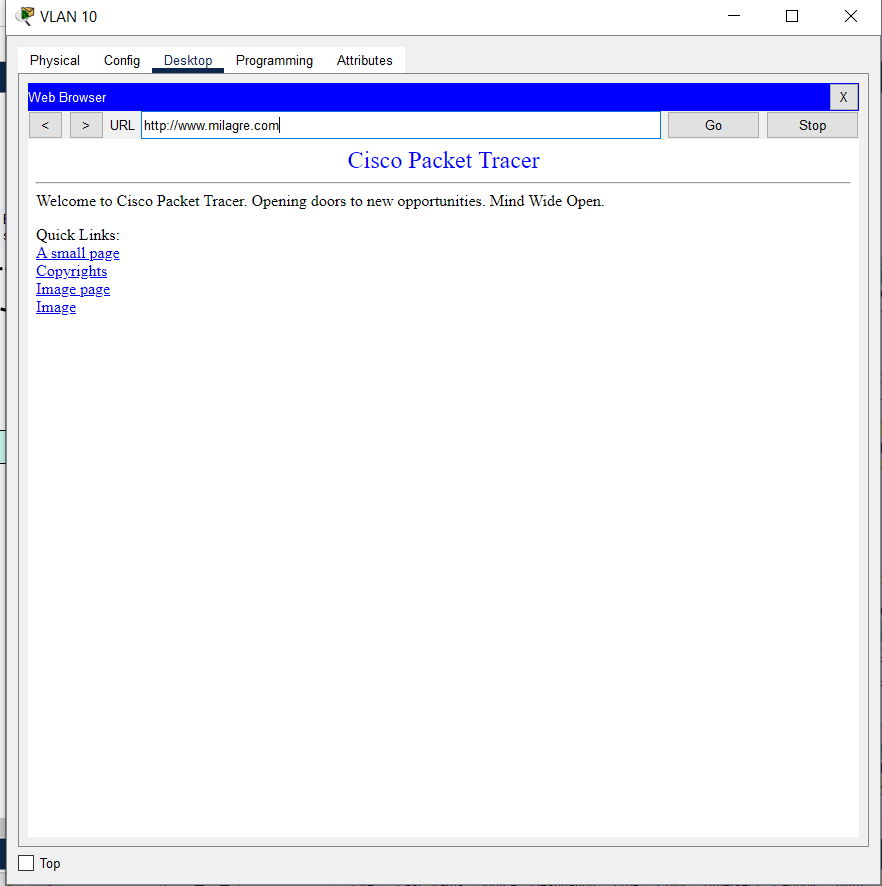 VLAN 10
Physical Config Desktop Programming Attributes
Web Browser X
< > URL http://www.milagre.com Go Stop
Cisco Packet Tracer
Welcome to Cisco Packet Tracer. Opening doors to new opportunities. Mind Wide Open.
Quick Links:
A small page
Copyrights
Image page
Image
Top